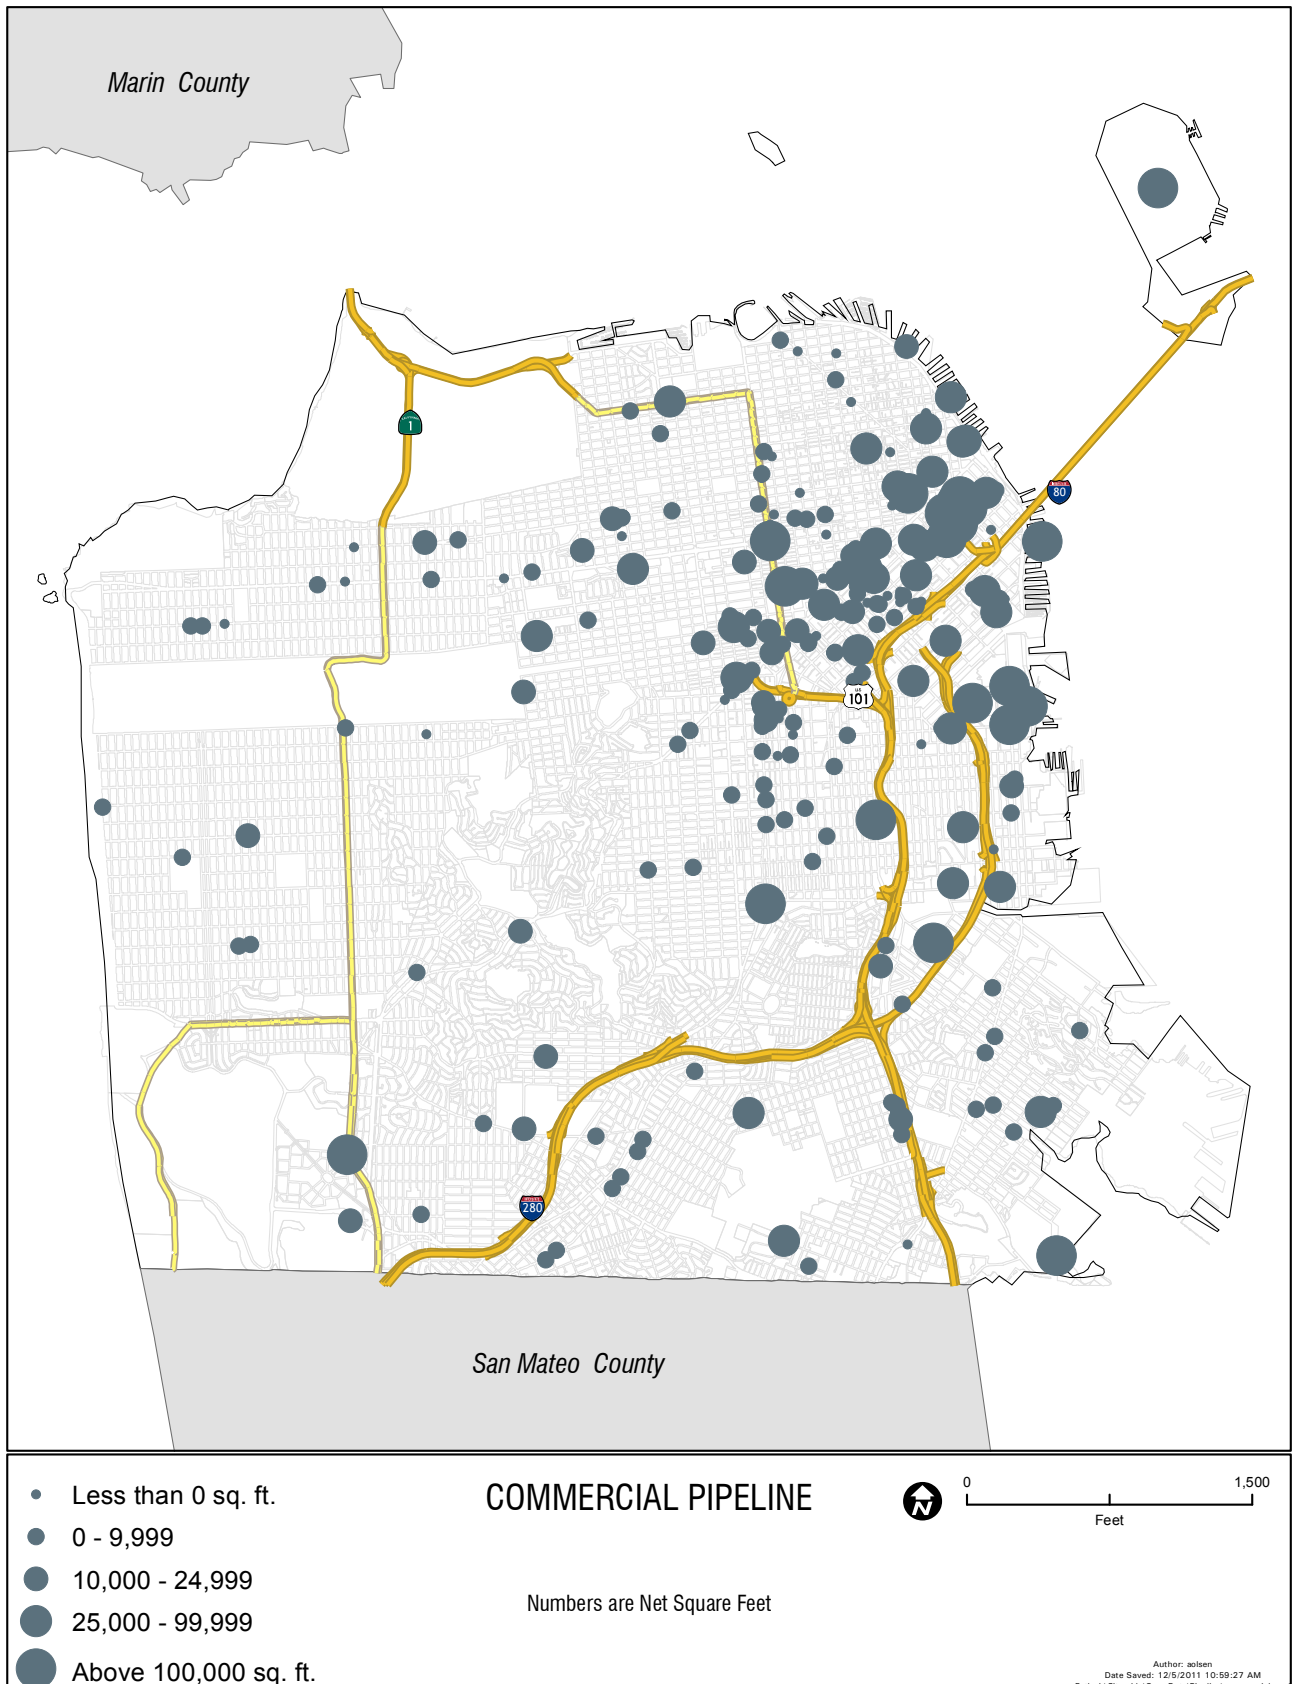 Marin County
CALIFORNIA
1
80
US
101
280
San Mateo County
Less than 0 sq. ft.
0 - 9,999
10,000 - 24,999
25,000 - 99,999
Above 100,000 sq. ft.
COMMERCIAL PIPELINE
Numbers are Net Square Feet
N
0 1,500
Feet
Author: aolsen
Date Saved: 12/5/2011 10:59:27 AM